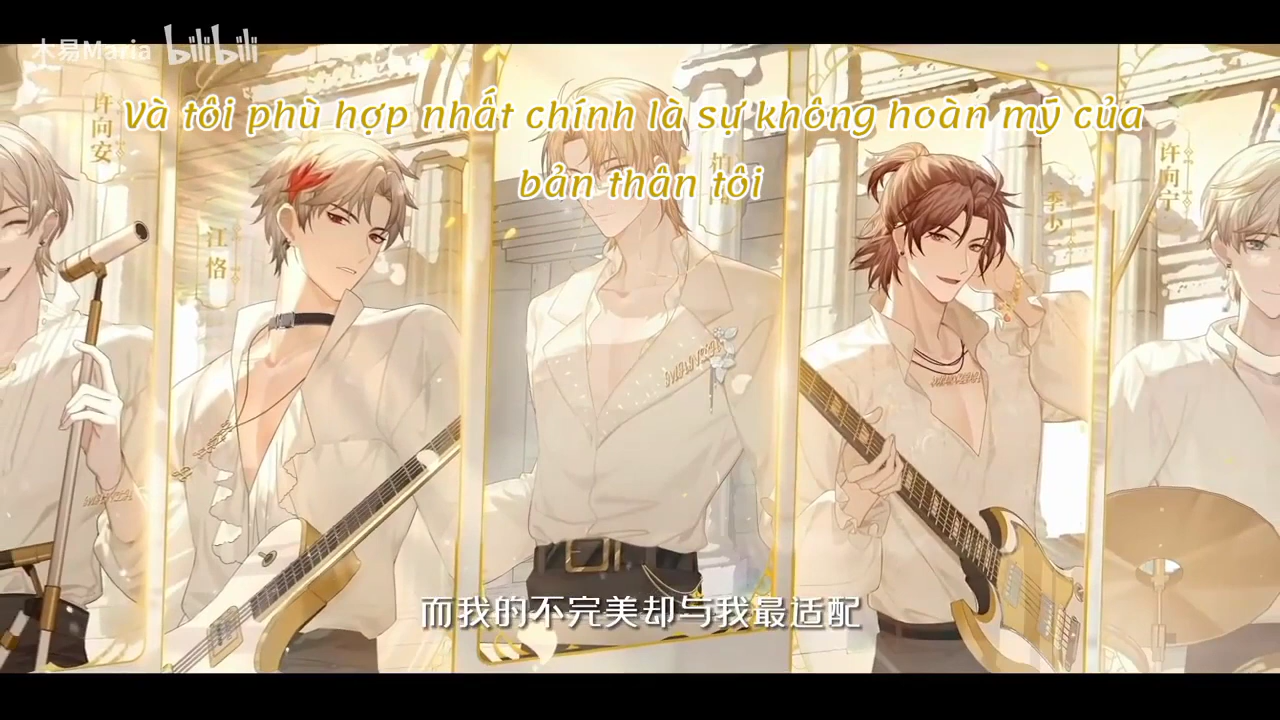 木易Maria bilibili
许向安
Và tôi phù hợp nhất chính là sự không hoàn mỹ của
bản thân tôi
江恪
季少
许向宁
而我的不完美却与我最适配